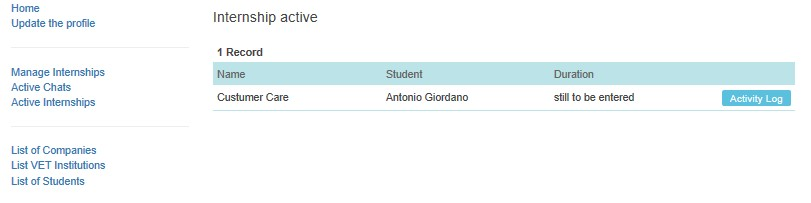 Home
Update the profile
Manage Internships
Active Chats
Active Internships
List of Companies
List VET Institutions
List of Students
Internship active
1 Record
Name Student Duration
Custumer Care Antonio Giordano still to be entered Activity Log